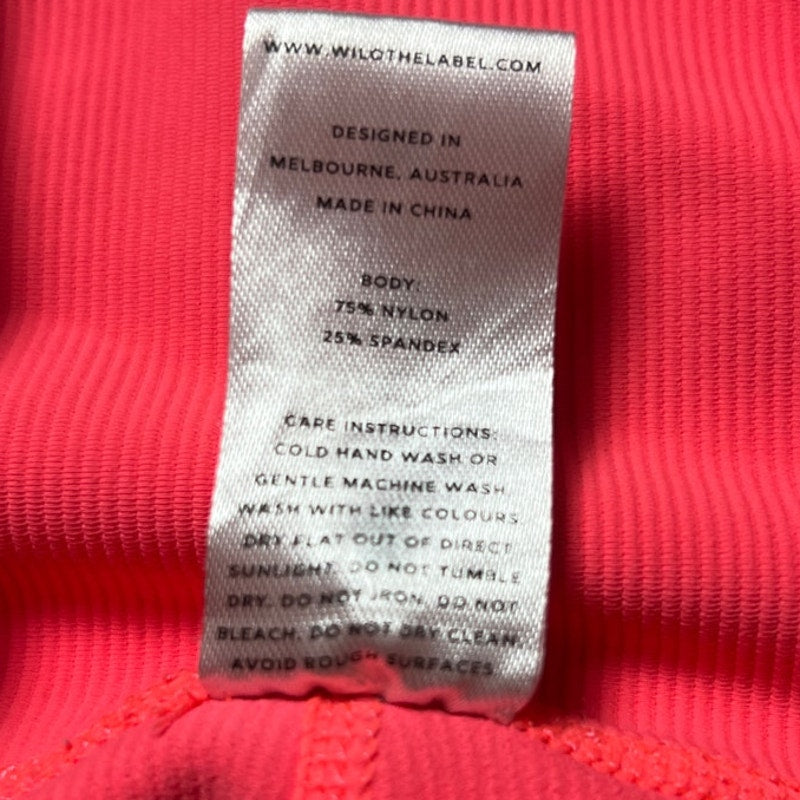 WWW.WILOTHELABEL.COM
DESIGNED IN
MELBOURNE, AUSTRALIA
MADE IN CHINA
BODY:
75% NYLON
25% SPANDEX
CARE INSTRUCTIONS:
COLD HAND WASH OR
GENTLE MACHINE WASH.
WASH WITH LIKE COLOURS
DRY FLAT OUT OF DIRECT
SUNLIGHT. DO NOT TUMBLE
DRY. DO NOT IRON. DO NOT
BLEACH. DO NOT DRY CLEAN.
AVOID ROUGH SURFACES.